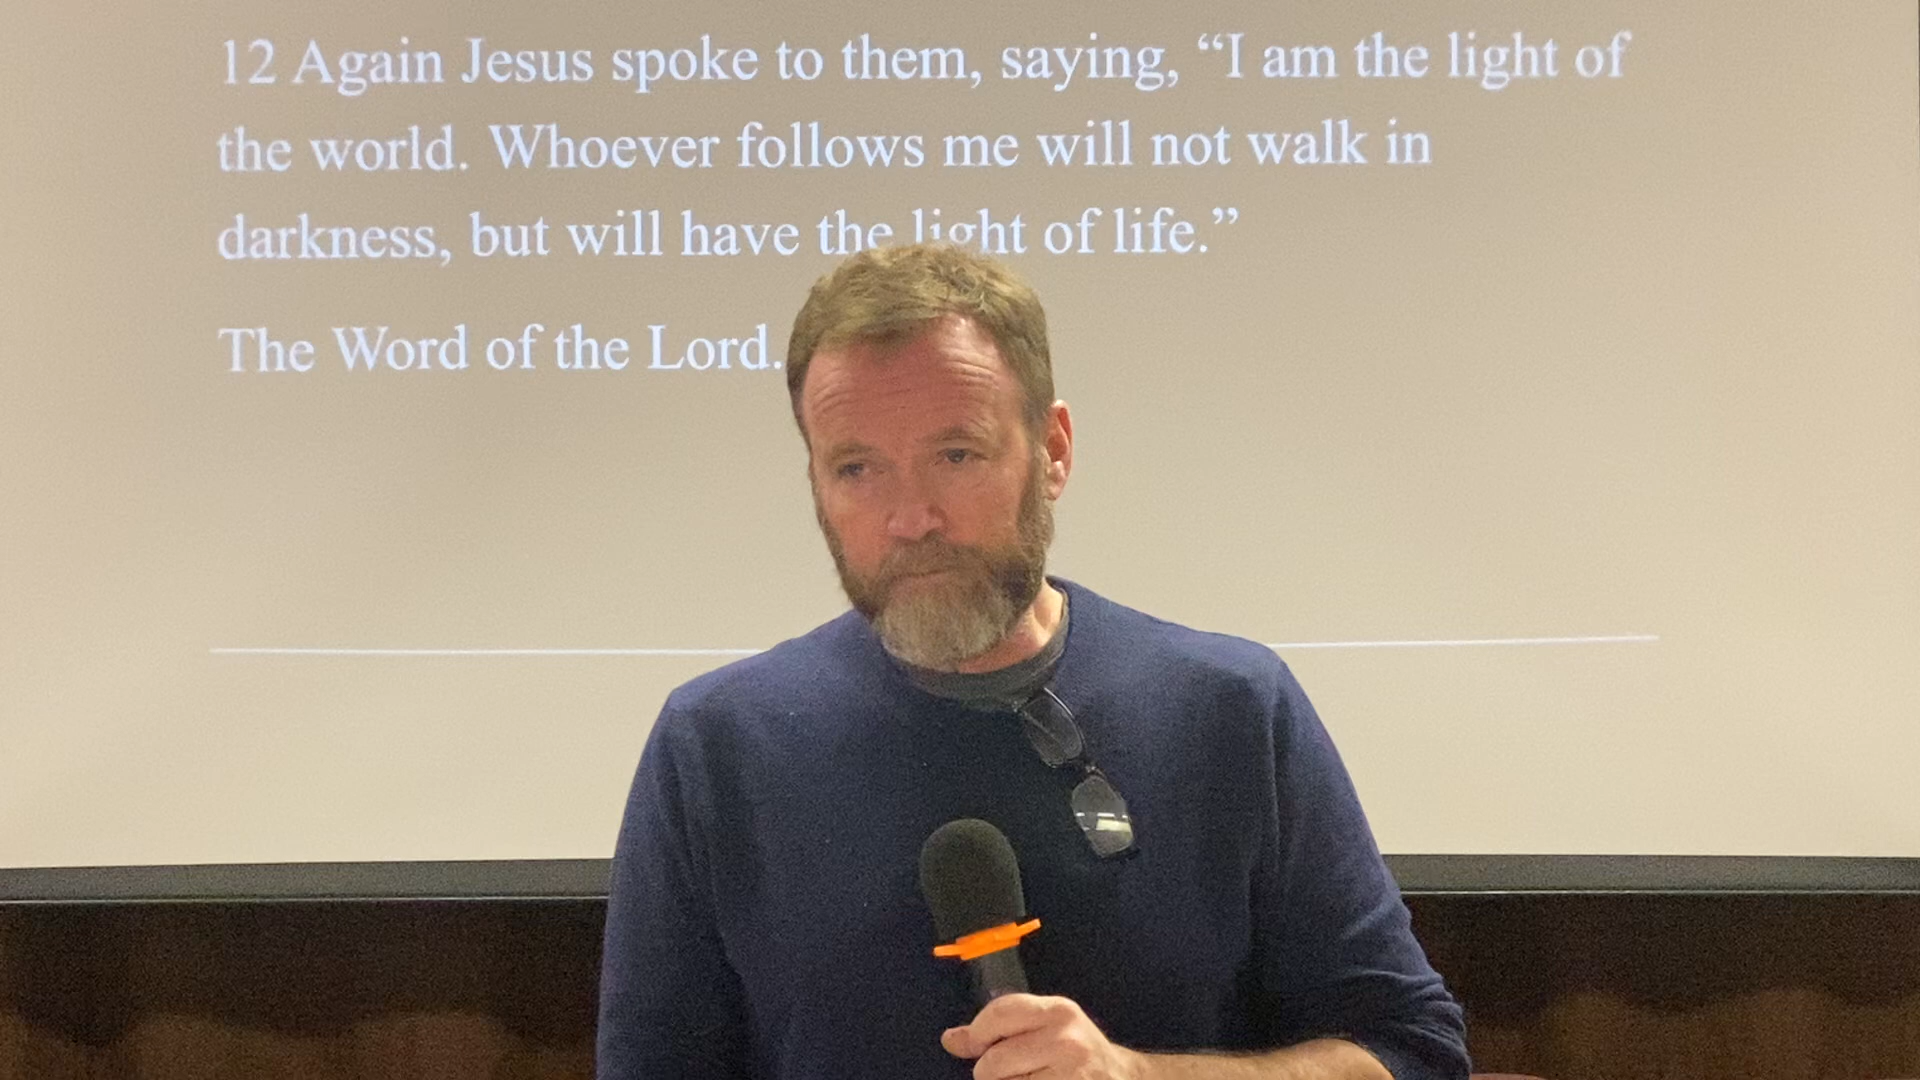 12 Again Jesus spoke to them, saying, “I am the light of
the world. Whoever follows me will not walk in
darkness, but will have the light of life.”
The Word of the Lord.